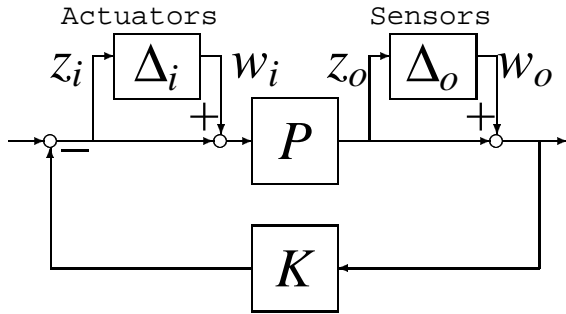 Actuators Sensors
z_i Δ_i w_i z_o Δ_o w_o
+ +
− P
K